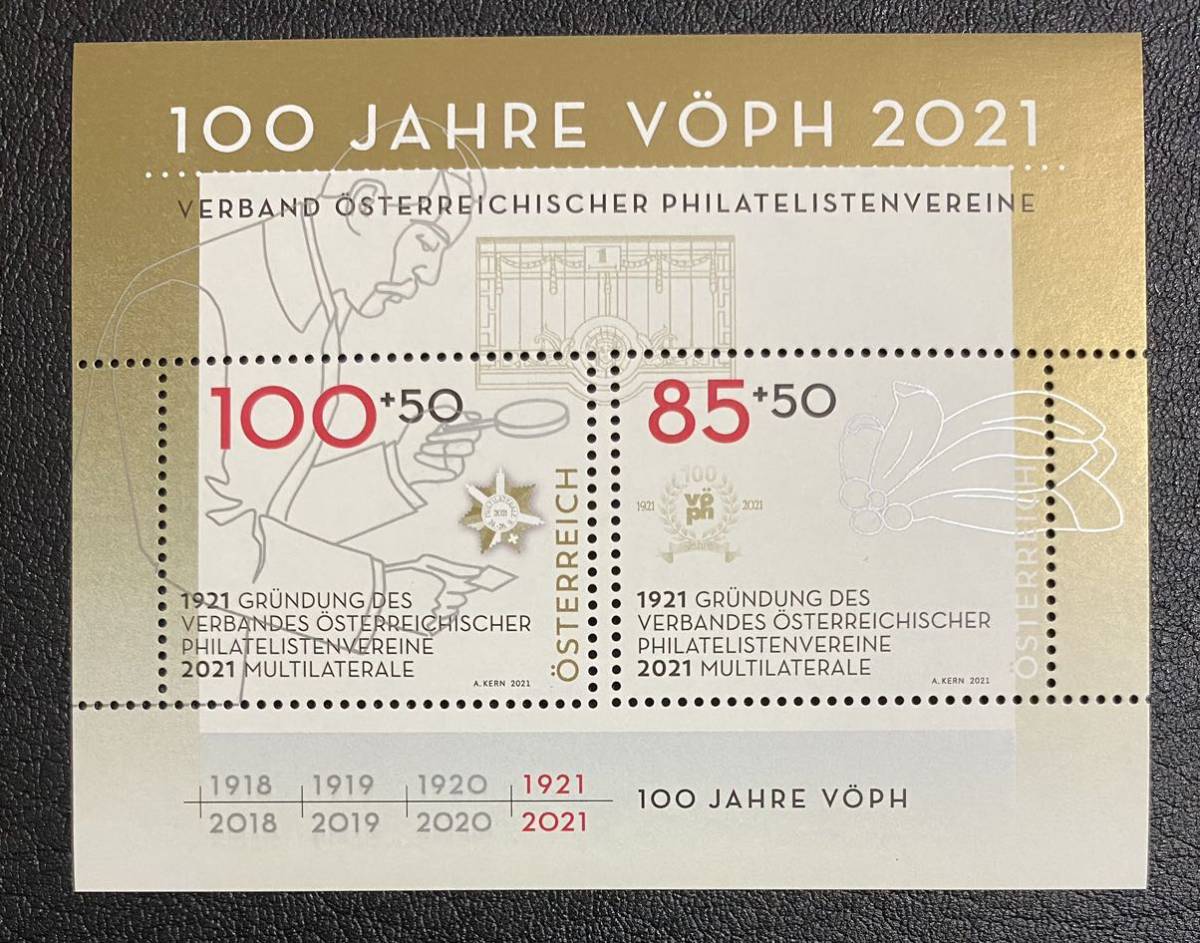 100 JAHRE VÖPH 2021
VERBAND ÖSTERREICHISCHER PHILATELISTENVEREINE
1
100+50
ÖSTERREICH
1921 GRÜNDUNG DES
VERBANDES ÖSTERREICHISCHER
PHILATELISTENVEREINE
2021 MULTILATERALE
A. KERN 2021
85+50
100
1921 vöph 2021
ÖSTERREICH
1921 GRÜNDUNG DES
VERBANDES ÖSTERREICHISCHER
PHILATELISTENVEREINE
2021 MULTILATERALE
A. KERN 2021
1918 1919 1920 1921
2018 2019 2020 2021
100 JAHRE VÖPH